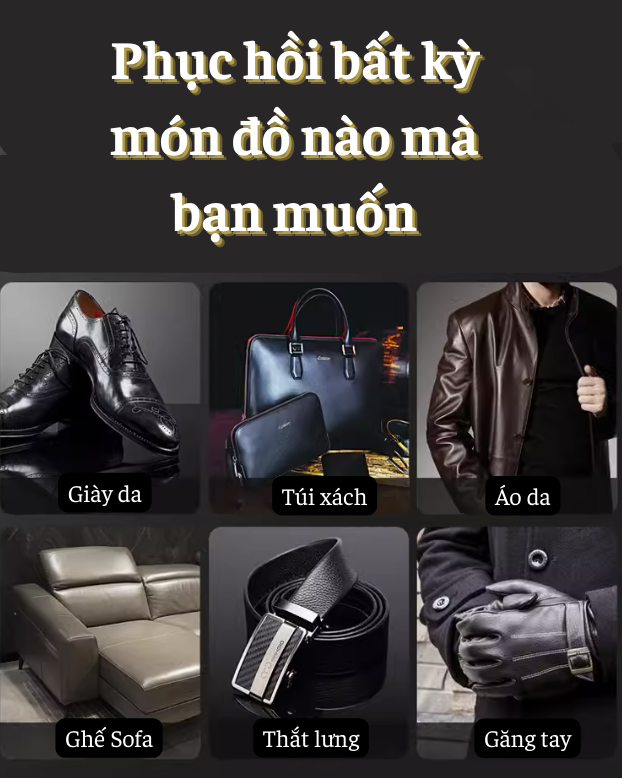 Phục hồi bất kỳ
món đồ nào mà
bạn muốn
Giày da
Túi xách
Áo da
Ghế Sofa
Thắt lưng
Găng tay